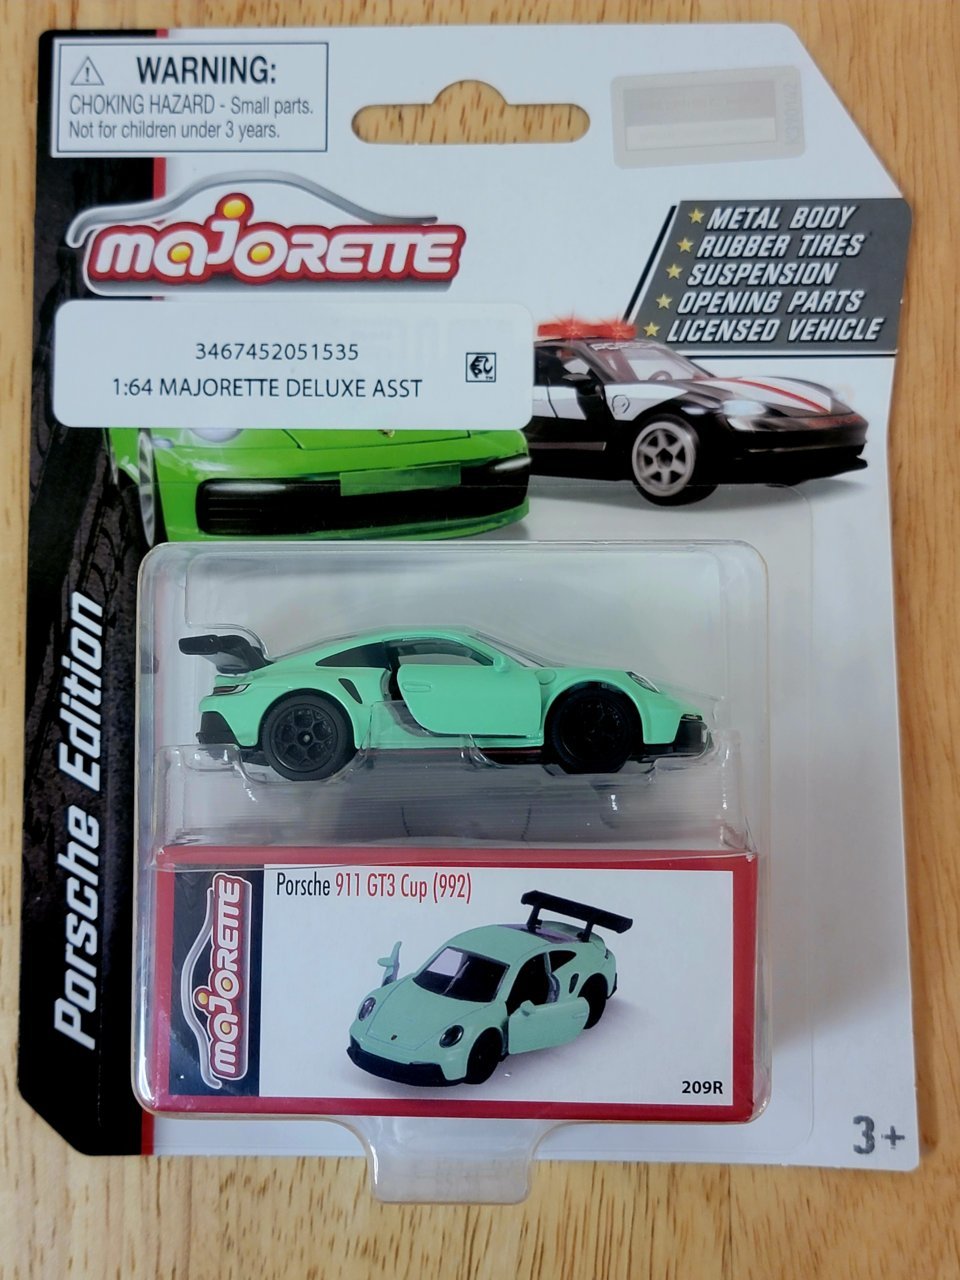 WARNING:
CHOKING HAZARD - Small parts.
Not for children under 3 years.
majORETTE
METAL BODY
RUBBER TIRES
SUSPENSION
OPENING PARTS
LICENSED VEHICLE
3467452051535
1:64 MAJORETTE DELUXE ASST
Porsche Edition
Porsche 911 GT3 Cup (992)
majORETTE
209R
3+